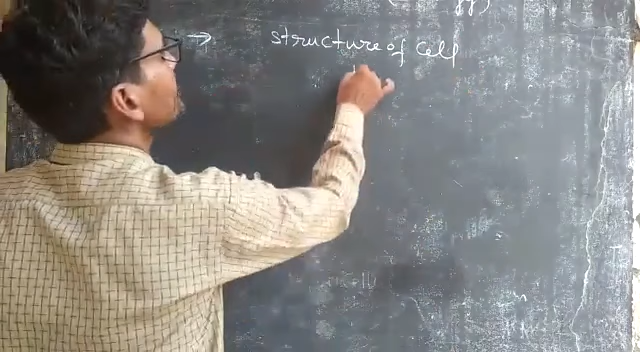 → structure of Cell